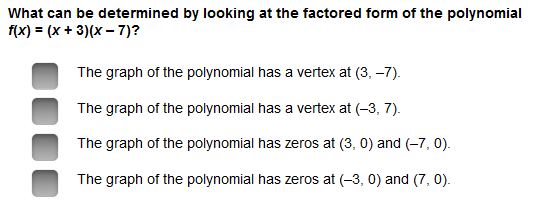 What can be determined by looking at the factored form of the polynomial
f(x) = (x + 3)(x – 7)?
The graph of the polynomial has a vertex at (3, –7).
The graph of the polynomial has a vertex at (–3, 7).
The graph of the polynomial has zeros at (3, 0) and (–7, 0).
The graph of the polynomial has zeros at (–3, 0) and (7, 0).